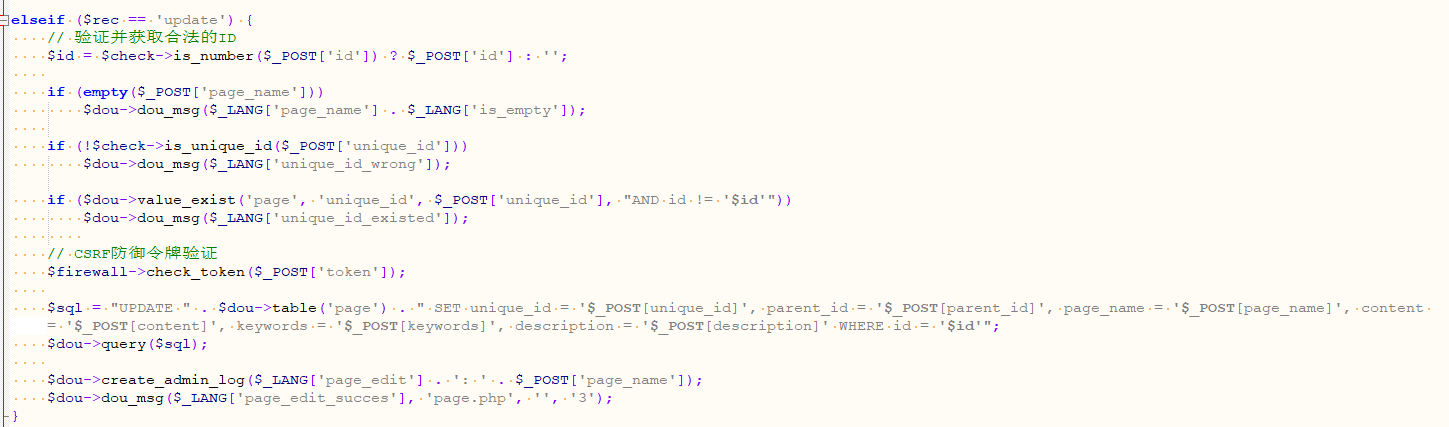 elseif ($rec == 'update') {
    // 验证并获取合法的ID
    $id = $check->is_number($_POST['id']) ? $_POST['id'] : '';
    if (empty($_POST['page_name']))
        $dou->dou_msg($_LANG['page_name'] . $_LANG['is_empty']);
    if (!$check->is_unique_id($_POST['unique_id']))
        $dou->dou_msg($_LANG['unique_id_wrong']);
    if ($dou->value_exist('page', 'unique_id', $_POST['unique_id'], "AND id != '$id'"))
        $dou->dou_msg($_LANG['unique_id_existed']);
    // CSRF防御令牌验证
    $firewall->check_token($_POST['token']);
    $sql = "UPDATE " . $dou->table('page') . " SET unique_id = '$_POST[unique_id]', parent_id = '$_POST[parent_id]', page_name = '$_POST[page_name]', content
    = '$_POST[content]', keywords = '$_POST[keywords]', description = '$_POST[description]' WHERE id = '$id'";
    $dou->query($sql);
    $dou->create_admin_log($_LANG['page_edit'] . ': ' . $_POST['page_name']);
    $dou->dou_msg($_LANG['page_edit_succes'], 'page.php', '', '3');
}